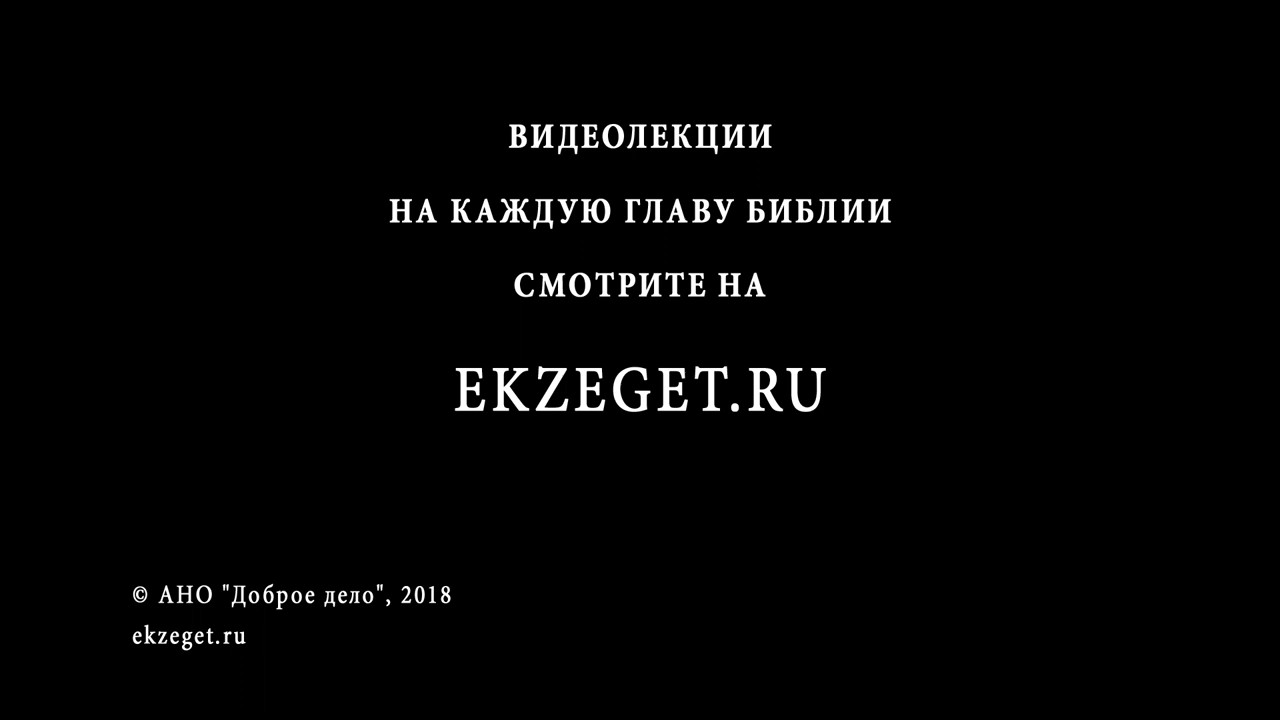 ВИДЕОЛЕКЦИИ
НА КАЖДУЮ ГЛАВУ БИБЛИИ
СМОТРИТЕ НА
EKZEGET.RU
© АНО "Доброе дело", 2018
ekzeget.ru